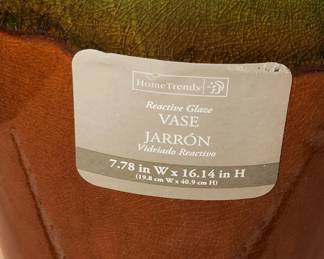 HomeTrends
Reactive Glaze
VASE
JARRÓN
Vidriado Reactivo
7.78 in W x 16.14 in H
(19.8 cm W x 40.9 cm H)